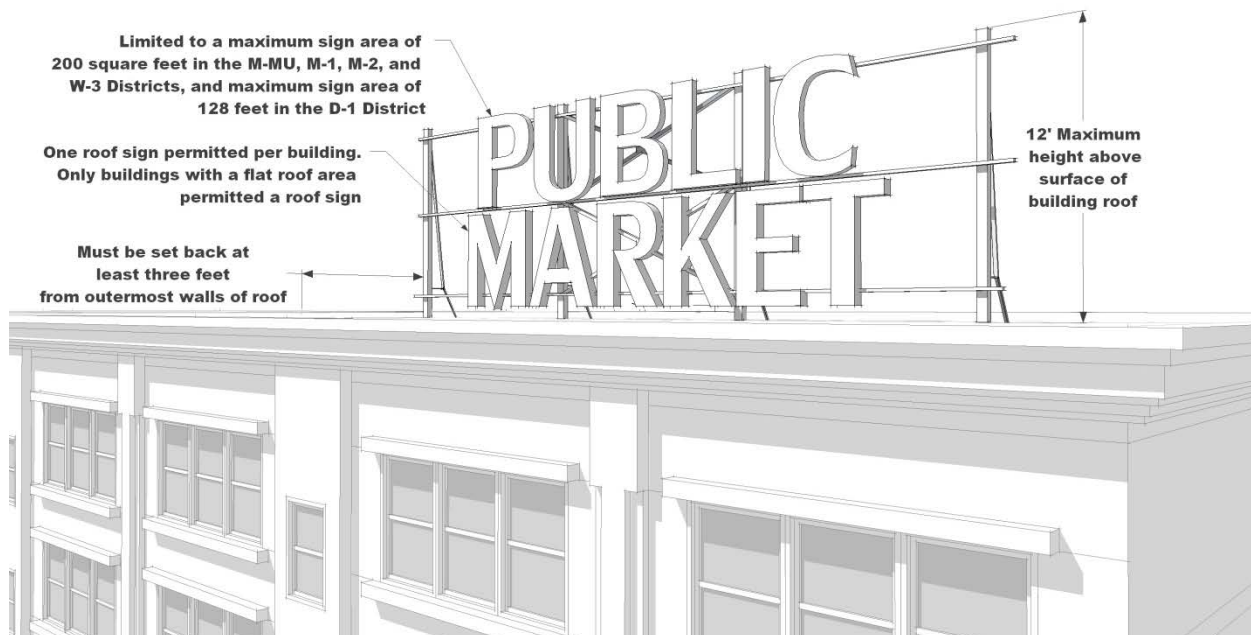 Limited to a maximum sign area of
200 square feet in the M-MU, M-1, M-2, and
W-3 Districts, and maximum sign area of
128 feet in the D-1 District
One roof sign permitted per building.
Only buildings with a flat roof area
permitted a roof sign
Must be set back at
least three feet
from outermost walls of roof
PUBLIC
MARKET
12' Maximum
height above
surface of
building roof